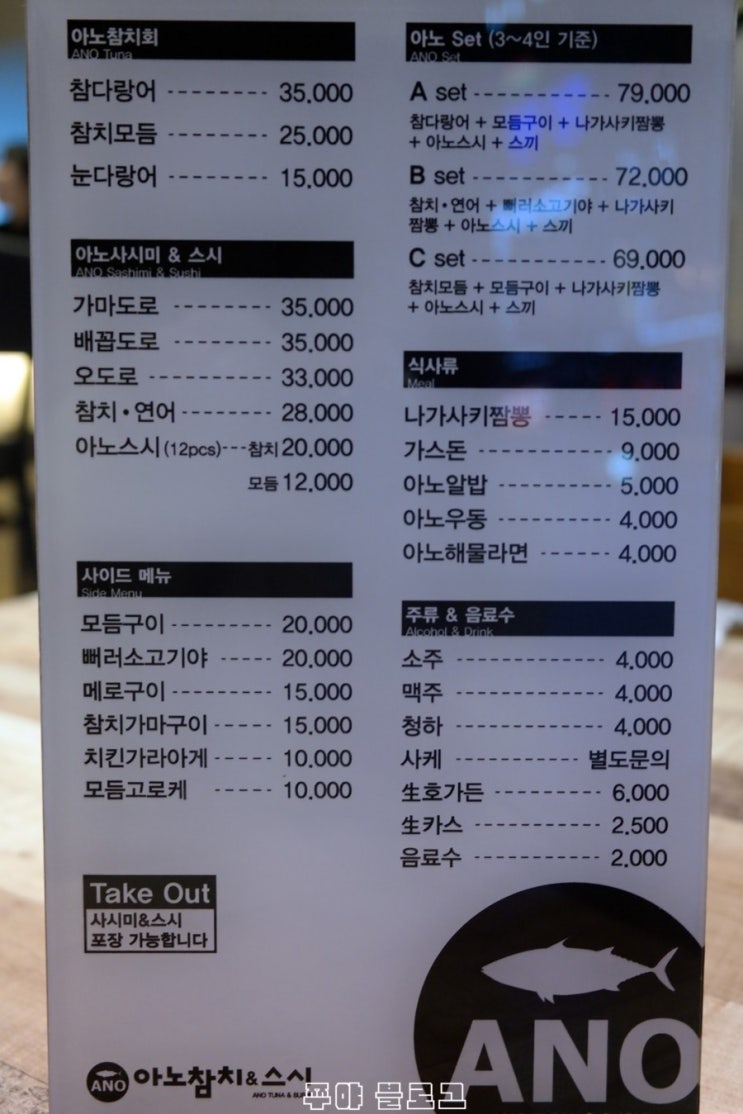 아노참치회
ANO Tuna
참다랑어 --------- 35,000
참치모듬 --------- 25,000
눈다랑어 --------- 15,000
아노사시미 & 스시
ANO Sashimi & Sushi
가마도로 --------- 35,000
배꼽도로 --------- 35,000
오도로 ----------- 33,000
참치•연어 -------- 28,000
아노스시(12pcs)---참치 20,000
모듬 12,000
사이드 메뉴
Side Menu
모듬구이 --------- 20,000
뻐러소고기야 ----- 20,000
메로구이 --------- 15,000
참치가마구이 ----- 15,000
치킨가라아게 ----- 10,000
모듬고로케 ----- 10,000
Take Out
사시미&스시
포장 가능합니다
ANO 아노참치&스시
ANO TUNA & SUSHI
아노 Set (3~4인 기준)
ANO Set
A set ------------- 79,000
참다랑어 + 모듬구이 + 나가사키짬뽕
+ 아노스시 + 스끼
B set ------------- 72,000
참치•연어 + 뻐러소고기야 + 나가사키
짬뽕 + 아노스시 + 스끼
C set ------------- 69,000
참치모듬 + 모듬구이 + 나가사키짬뽕
+ 아노스시 + 스끼
식사류
Meal
나가사키짬뽕 ----- 15,000
가스돈 ------------ 9,000
아노알밥 ---------- 5,000
아노우동 ---------- 4,000
아노해물라면 ------ 4,000
주류 & 음료수
Alcohol & Drink
소주 ------------- 4,000
맥주 ------------- 4,000
청하 ------------- 4,000
사케 ------------- 별도문의
生호가든 ---------- 6,000
生카스 ------------ 2,500
음료수 ----------- 2,000
ANO
푸야 블로그